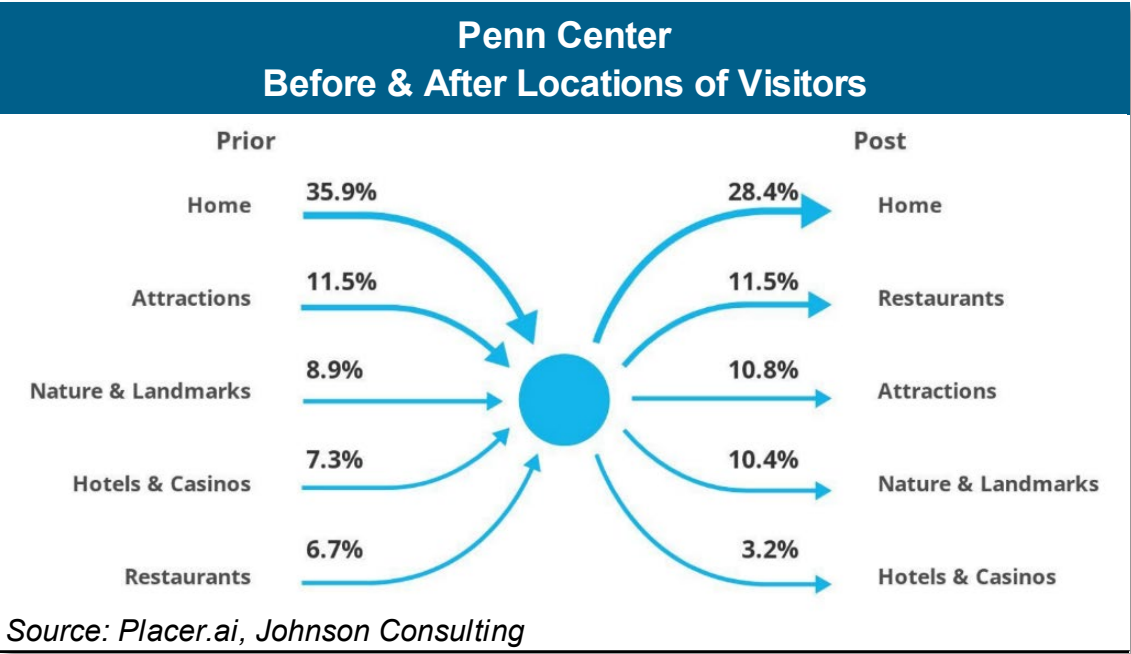 Penn Center
Before & After Locations of Visitors
Prior
Post
Home
35.9%
28.4%
Home
Attractions
11.5%
11.5%
Restaurants
Nature & Landmarks
8.9%
10.8%
Attractions
Hotels & Casinos
7.3%
10.4%
Nature & Landmarks
Restaurants
6.7%
3.2%
Hotels & Casinos
Source: Placer.ai, Johnson Consulting